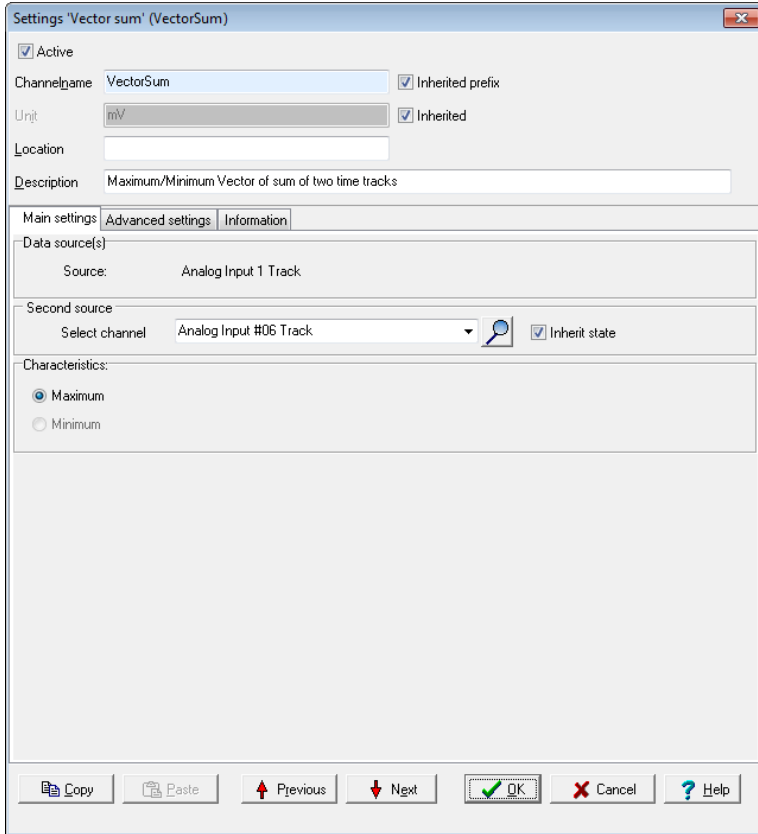 Settings 'Vector sum' (VectorSum)
Active
Channelname VectorSum Inherited prefix
Unit mV Inherited
Location
Description Maximum/Minimum Vector of sum of two time tracks
Main settings Advanced settings Information
Data source(s)
Source: Analog Input 1 Track
Second source
Select channel Analog Input #06 Track Inherit state
Characteristics:
Maximum
Minimum
Copy Paste Previous Next OK Cancel ? Help